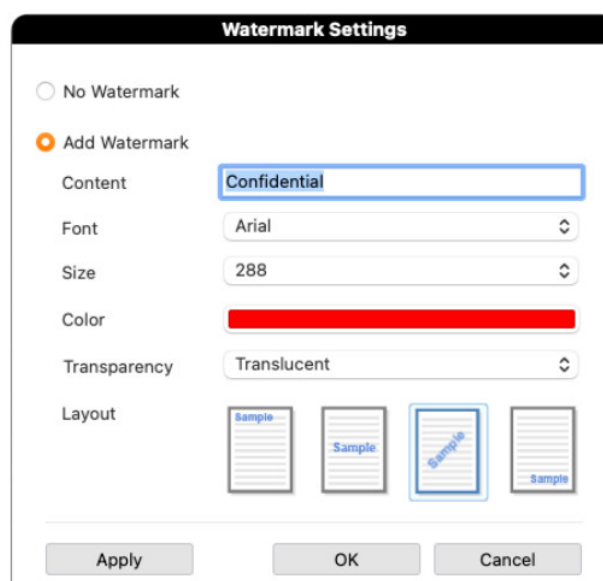 Watermark Settings
No Watermark
Add Watermark
Content Confidential
Font Arial
Size 288
Color
Transparency Translucent
Layout Sample Sample Sample Sample
Apply OK Cancel